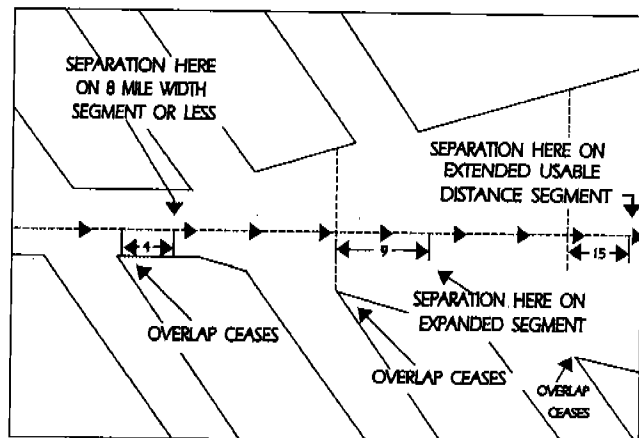 SEPARATION HERE
ON 8 MILE WIDTH
SEGMENT OR LESS
SEPARATION HERE ON
EXTENDED USABLE
DISTANCE SEGMENT
4
9
15
OVERLAP CEASES
SEPARATION HERE ON
EXPANDED SEGMENT
OVERLAP CEASES
OVERLAP
CEASES